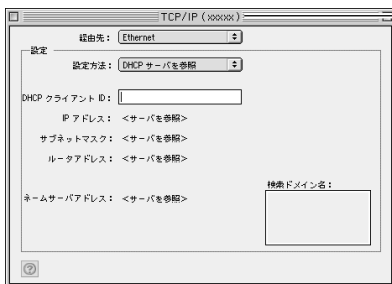 TCP/IP (xxxxx)
経由先： Ethernet
設定
設定方法： DHCP サーバを参照
DHCP クライアント ID：
IP アドレス： <サーバを参照>
サブネットマスク： <サーバを参照>
ルータアドレス： <サーバを参照>
検索ドメイン名：
ネームサーバアドレス： <サーバを参照>
?